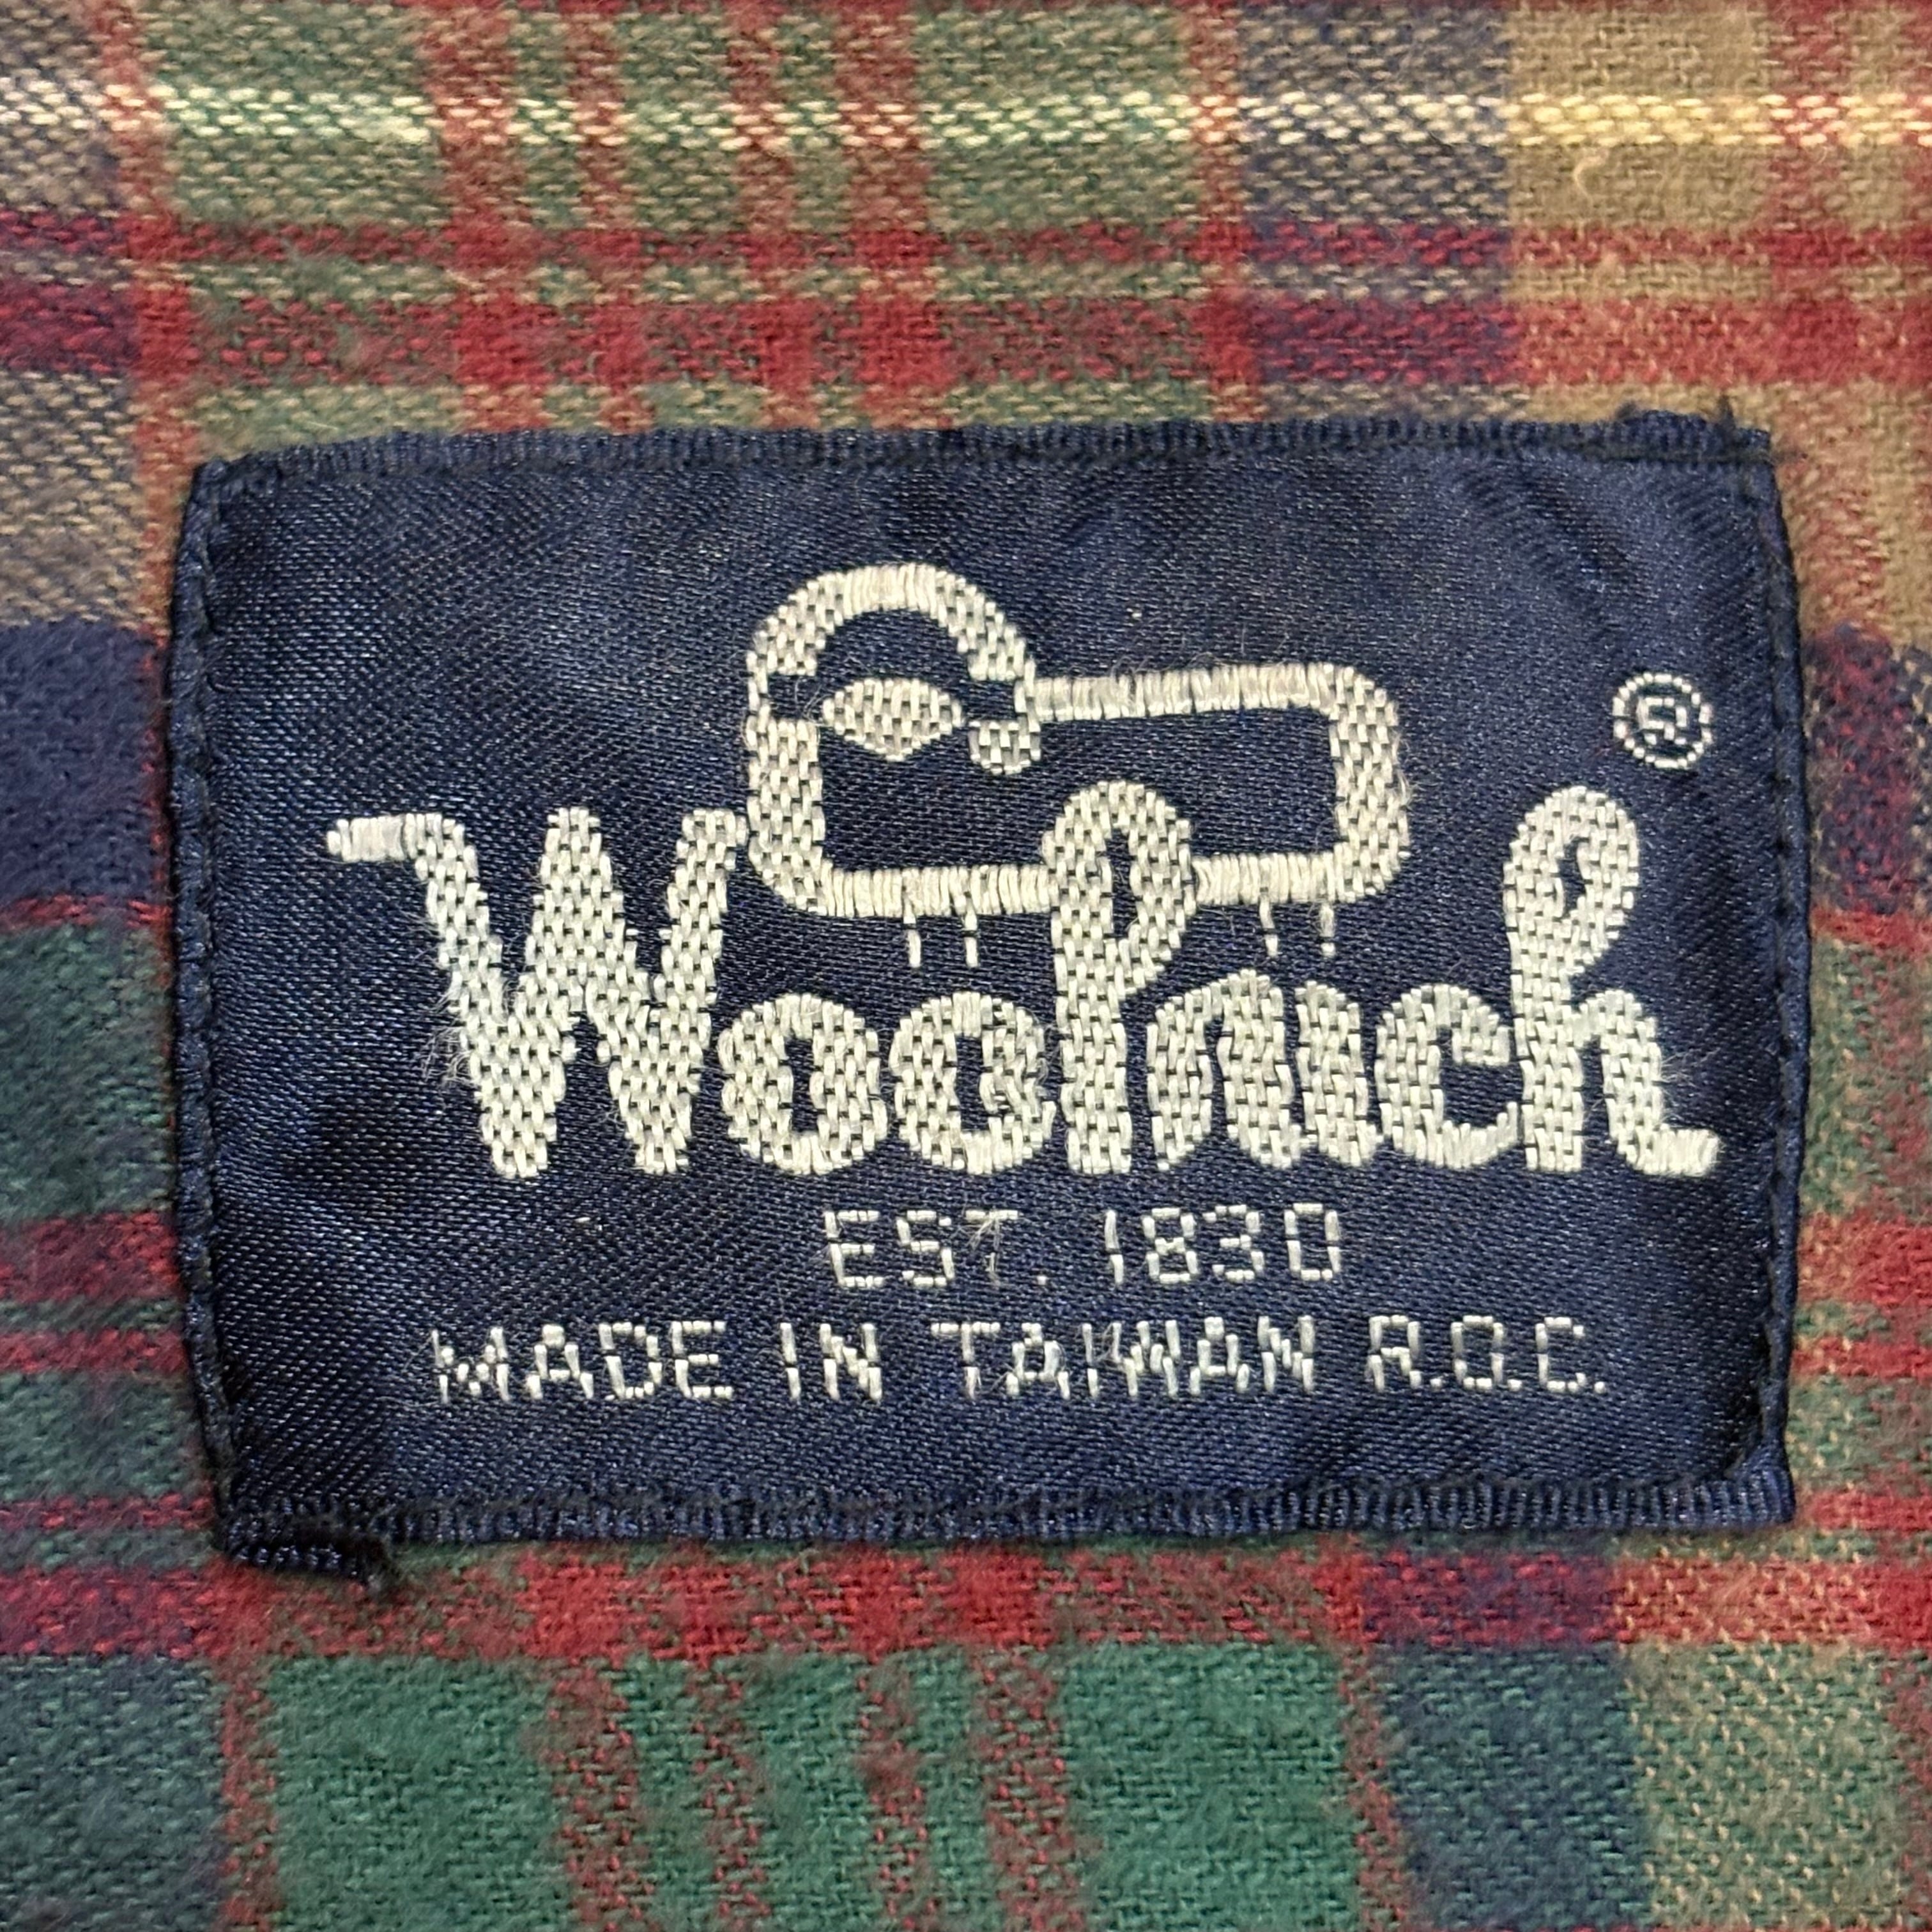 ®
Woolrich
EST. 1830
MADE IN TAIWAN R.O.C.